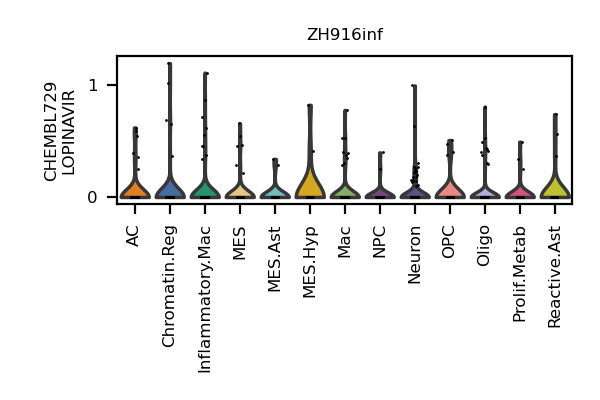 ZH916inf
CHEMBL729
LOPINAVIR
1
0
AC
Chromatin.Reg
Inflammatory.Mac
MES
MES.Ast
MES.Hyp
Mac
NPC
Neuron
OPC
Oligo
Prolif.Metab
Reactive.Ast